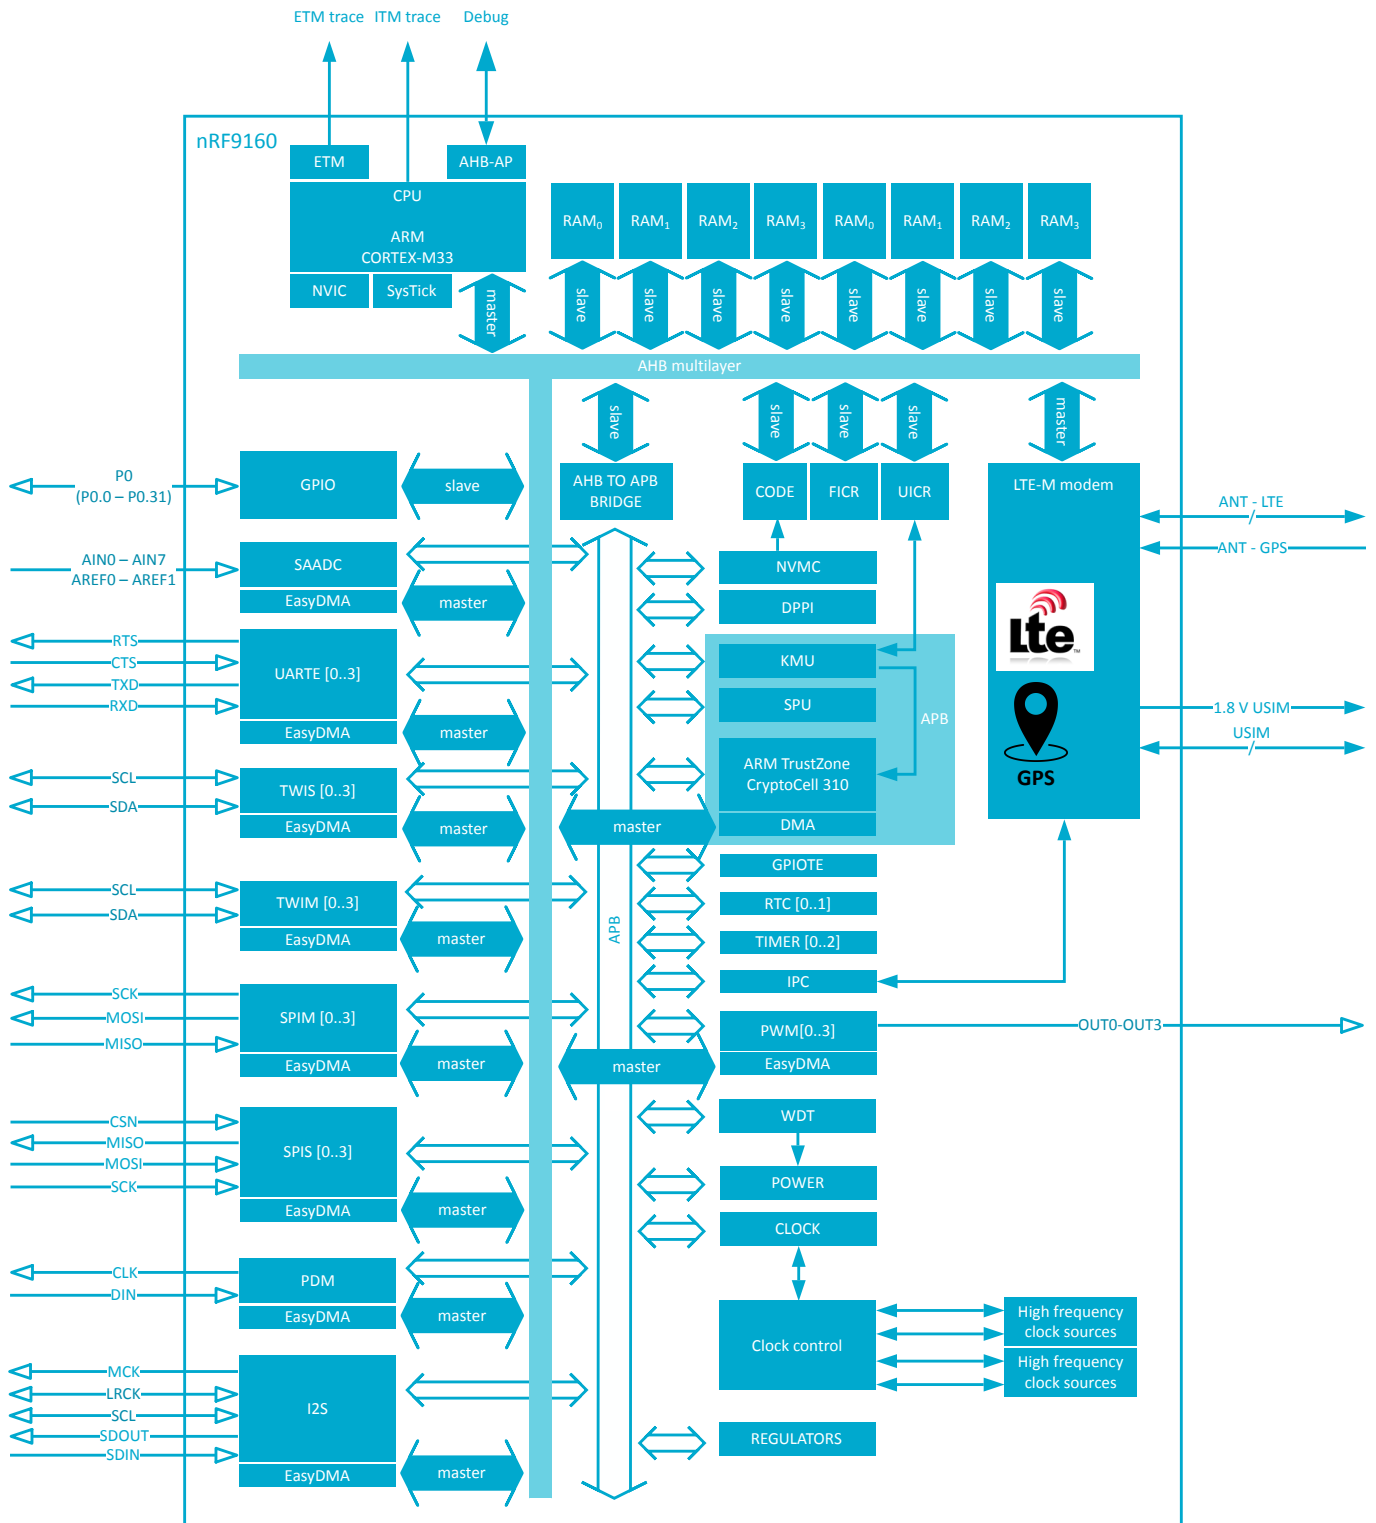 ETM trace ITM trace Debug
nRF9160
ETM
AHB-AP
CPU
ARM
CORTEX-M33
NVIC
SysTick
master
RAM0
RAM1
RAM2
RAM3
RAM0
RAM1
RAM2
RAM3
slave
slave
slave
slave
slave
slave
slave
slave
AHB multilayer
slave
slave
slave
slave
master
P0
(P0.0 – P0.31)
GPIO
slave
AHB TO APB
BRIDGE
CODE
FICR
UICR
LTE-M modem
ANT - LTE
ANT - GPS
AIN0 – AIN7
AREF0 – AREF1
SAADC
EasyDMA
master
NVMC
DPPI
Lte
TM
RTS
CTS
TXD
RXD
UARTE [0..3]
EasyDMA
master
KMU
SPU
APB
GPS
1.8 V USIM
USIM
SCL
SDA
TWIS [0..3]
EasyDMA
master
ARM TrustZone
CryptoCell 310
DMA
master
SCL
SDA
TWIM [0..3]
EasyDMA
master
APB
GPIOTE
RTC [0..1]
TIMER [0..2]
IPC
SCK
MOSI
MISO
SPIM [0..3]
EasyDMA
master
PWM[0..3]
EasyDMA
master
OUT0-OUT3
CSN
MISO
MOSI
SCK
SPIS [0..3]
EasyDMA
master
WDT
POWER
CLOCK
CLK
DIN
PDM
EasyDMA
master
Clock control
High frequency
clock sources
High frequency
clock sources
MCK
LRCK
SCL
SDOUT
SDIN
I2S
EasyDMA
master
REGULATORS